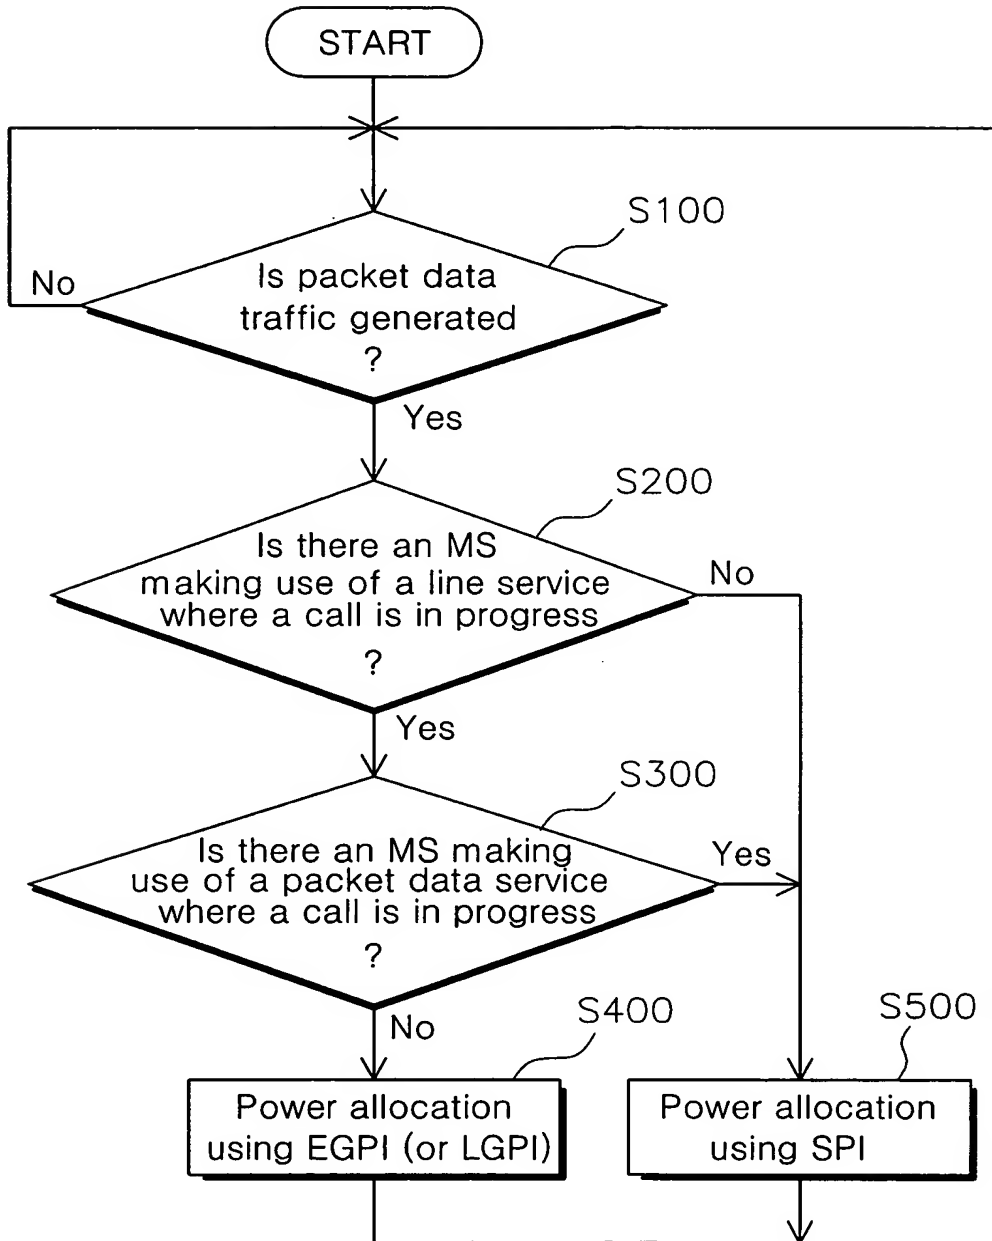 START
S100
No
Is packet data
traffic generated
?
Yes
S200
Is there an MS
making use of a line service
where a call is in progress
?
No
Yes
S300
Is there an MS making
use of a packet data service
where a call is in progress
?
Yes
No
S400
S500
Power allocation
using EGPI (or LGPI)
Power allocation
using SPI